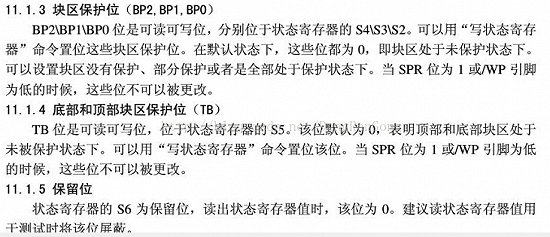 11.1.3 块区保护位（BP2,BP1,BP0）
BP2\BP1\BP0 位是可读可写位，分别位于状态寄存器的 S4\S3\S2。可以用“写状态寄存
器”命令置位这些块区保护位。在默认状态下，这些位都为 0，即块区处于未保护状态下。
可以设置块区没有保护、部分保护或者是全部处于保护状态下。当 SPR 位为 1 或/WP 引脚
为低的时候，这些位不可以被更改。
11.1.4 底部和顶部块区保护位（TB）
TB 位是可读可写位，位于状态寄存器的 S5。该位默认为 0，表明顶部和底部块区处于
未被保护状态下。可以用“写状态寄存器”命令置位该位。当 SPR 位为 1 或/WP 引脚为低
的时候，这些位不可以被更改。
11.1.5 保留位
状态寄存器的 S6 为保留位，读出状态寄存器值时，该位为 0。建议读状态寄存器值用
于测试时将该位屏蔽。